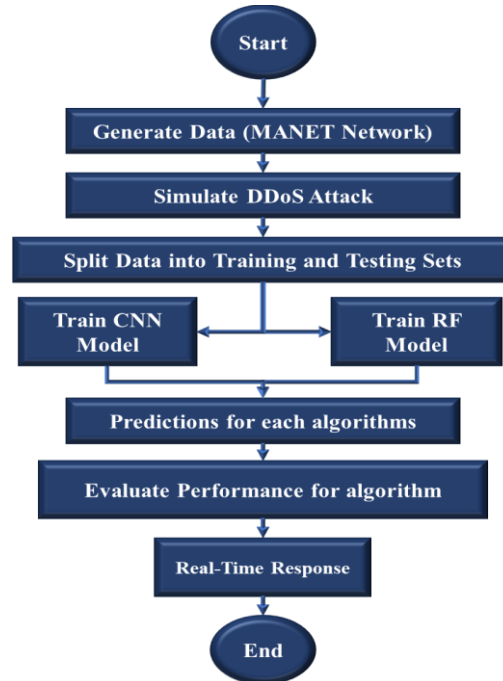 Start
Generate Data (MANET Network)
Simulate DDoS Attack
Split Data into Training and Testing Sets
Train CNN
Model
Train RF
Model
Predictions for each algorithms
Evaluate Performance for algorithm
Real-Time Response
End